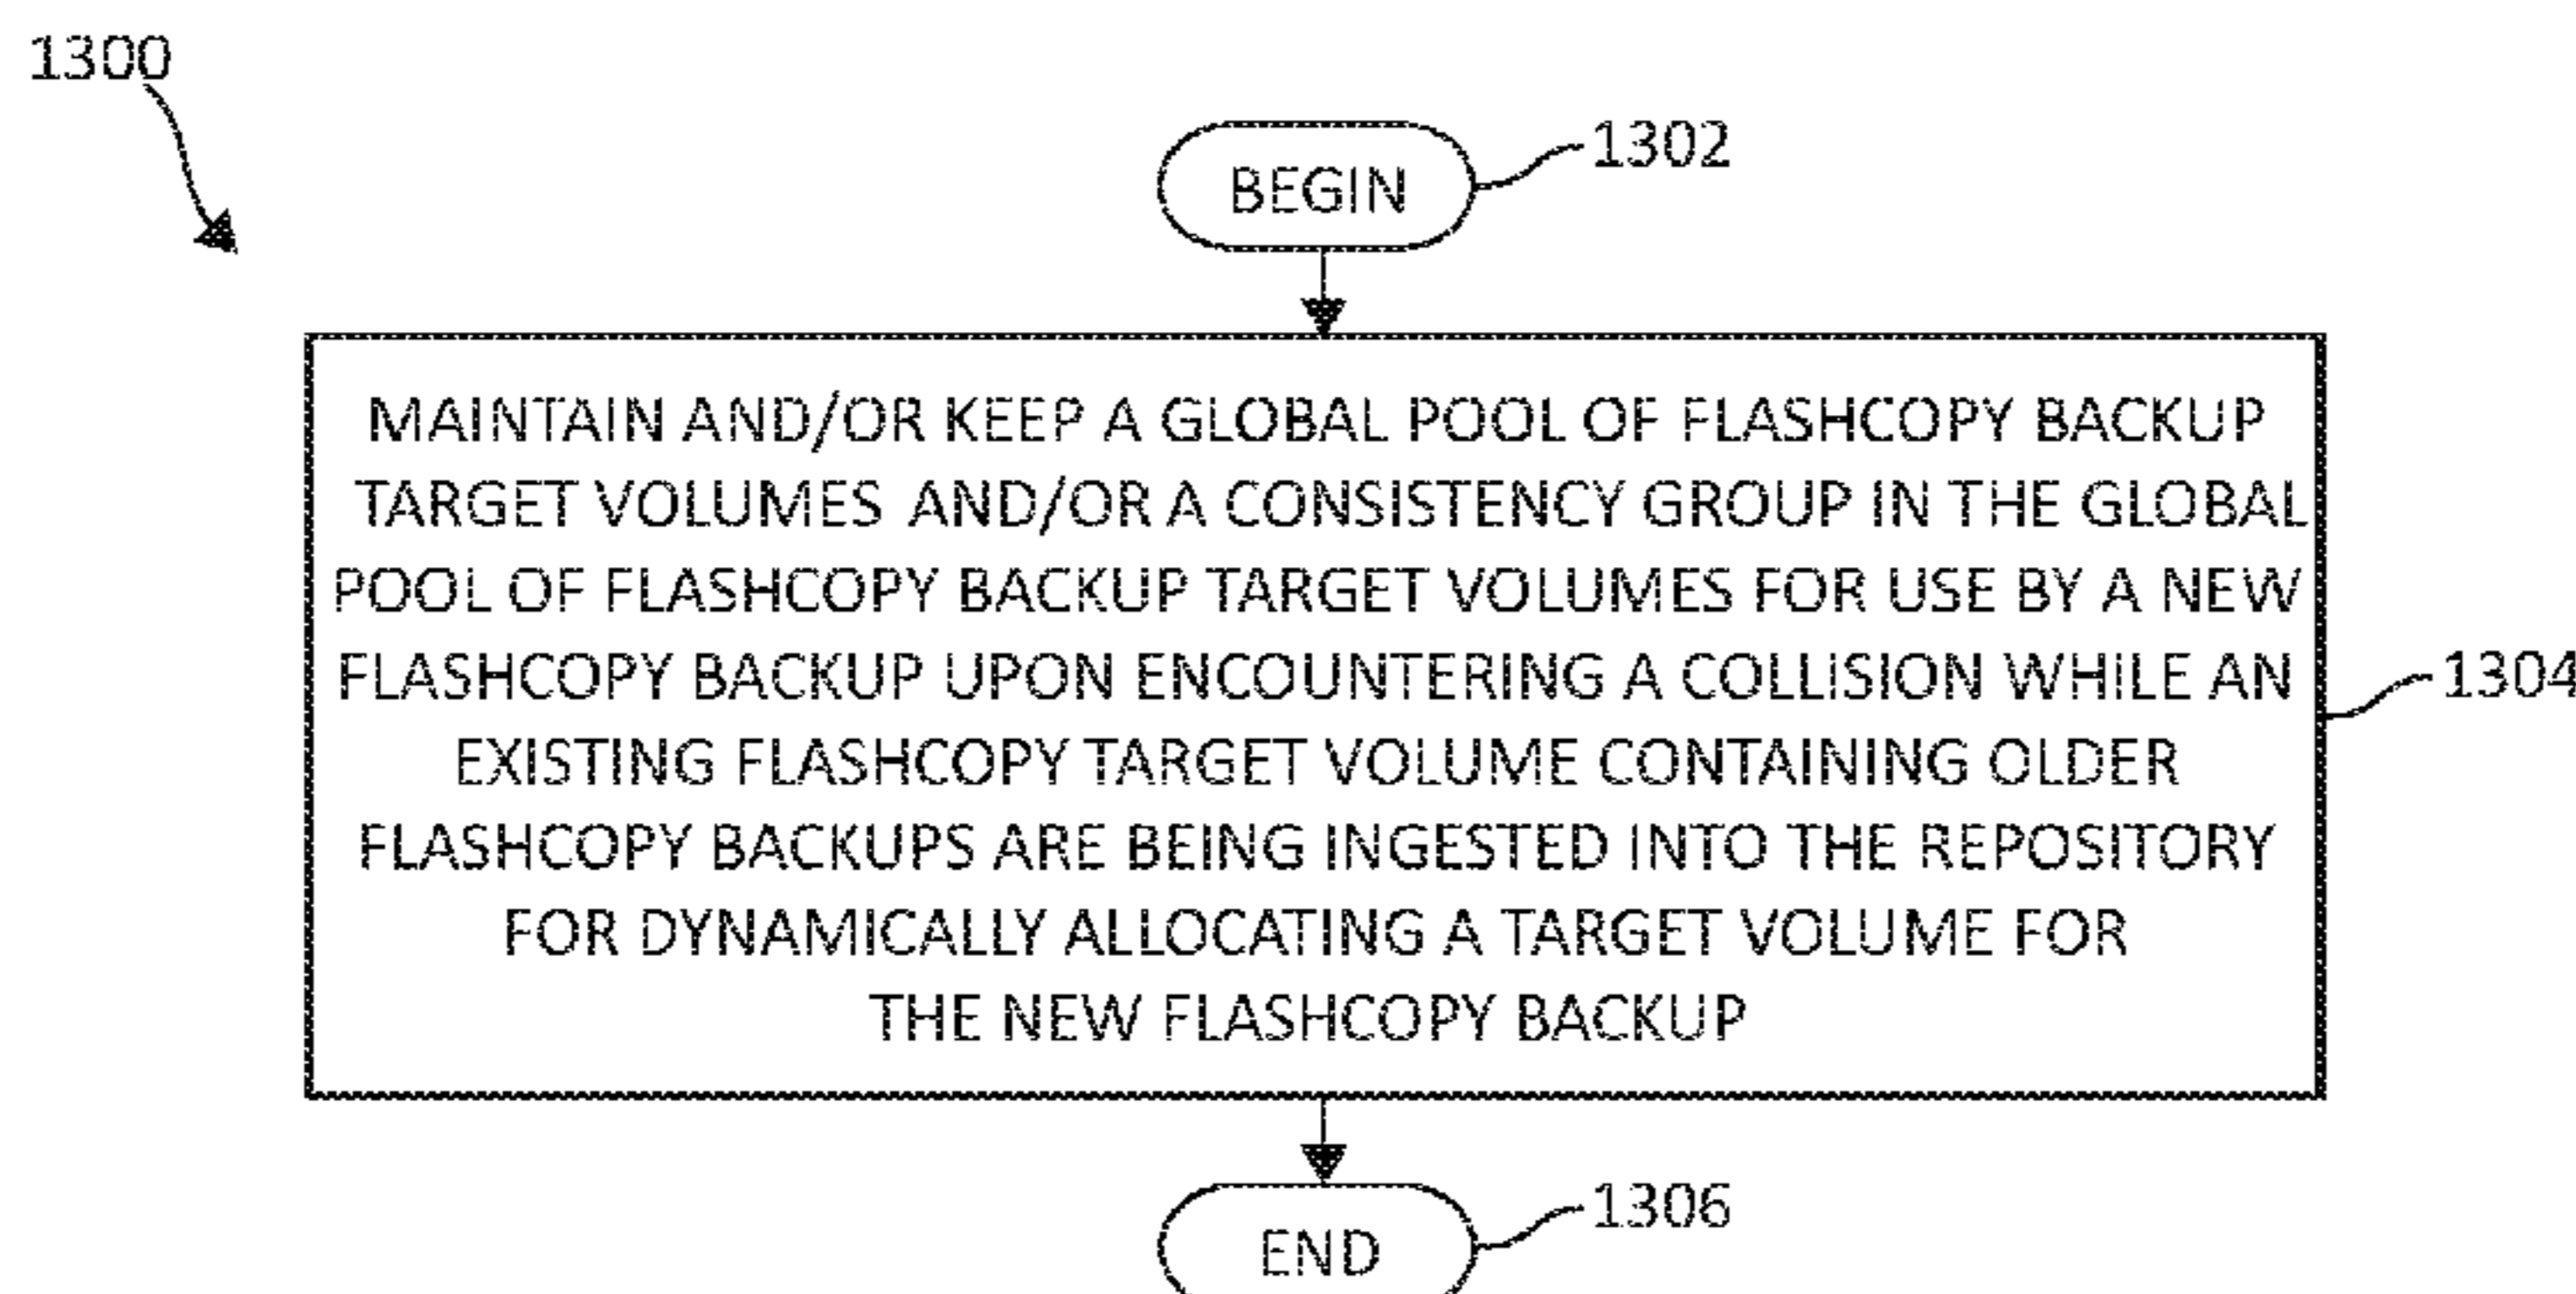 1300
BEGIN
1302
MAINTAIN AND/OR KEEP A GLOBAL POOL OF FLASHCOPY BACKUP
TARGET VOLUMES AND/OR A CONSISTENCY GROUP IN THE GLOBAL
POOL OF FLASHCOPY BACKUP TARGET VOLUMES FOR USE BY A NEW
FLASHCOPY BACKUP UPON ENCOUNTERING A COLLISION WHILE AN
EXISTING FLASHCOPY TARGET VOLUME CONTAINING OLDER
FLASHCOPY BACKUPS ARE BEING INGESTED INTO THE REPOSITORY
FOR DYNAMICALLY ALLOCATING A TARGET VOLUME FOR
THE NEW FLASHCOPY BACKUP
1304
END
1306